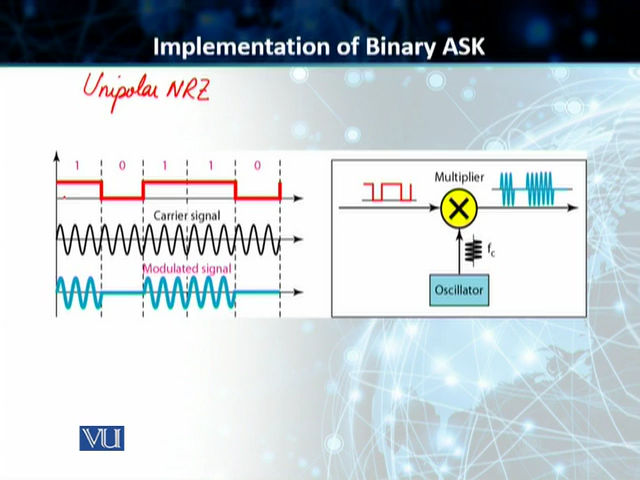 Implementation of Binary ASK
Unipolar NRZ
1 0 1 1 0
Carrier signal
Modulated signal
Multiplier
fc
Oscillator
VU